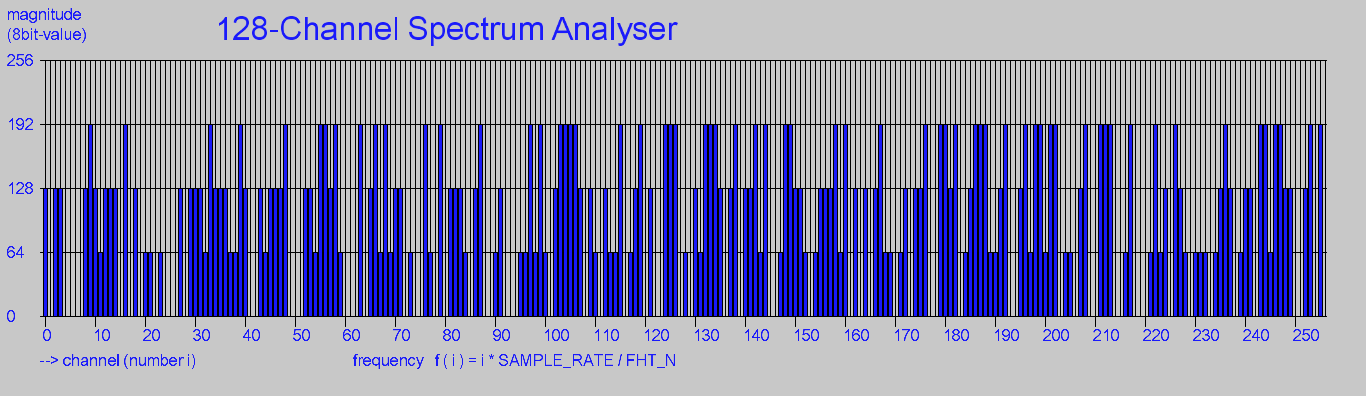 magnitude
(8bit-value)
128-Channel Spectrum Analyser
256
192
128
64
0
0 10 20 30 40 50 60 70 80 90 100 110 120 130 140 150 160 170 180 190 200 210 220 230 240 250
--> channel (number i)
frequency f ( i ) = i * SAMPLE_RATE / FHT_N